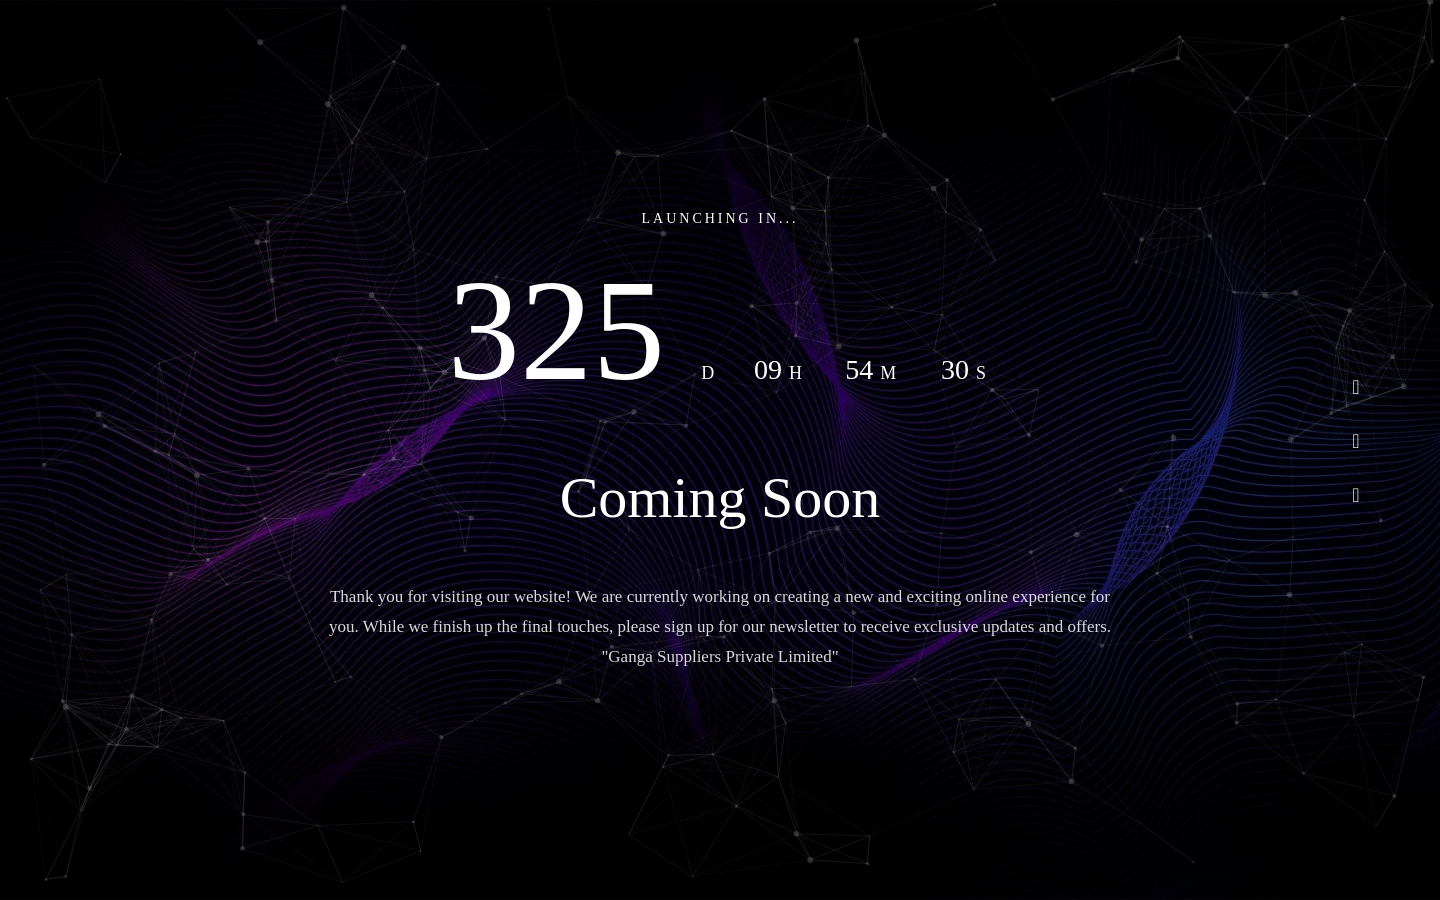 LAUNCHING IN...
325 D 09 H 54 M 30 S
Coming Soon
Thank you for visiting our website! We are currently working on creating a new and exciting online experience for
you. While we finish up the final touches, please sign up for our newsletter to receive exclusive updates and offers.
"Ganga Suppliers Private Limited"